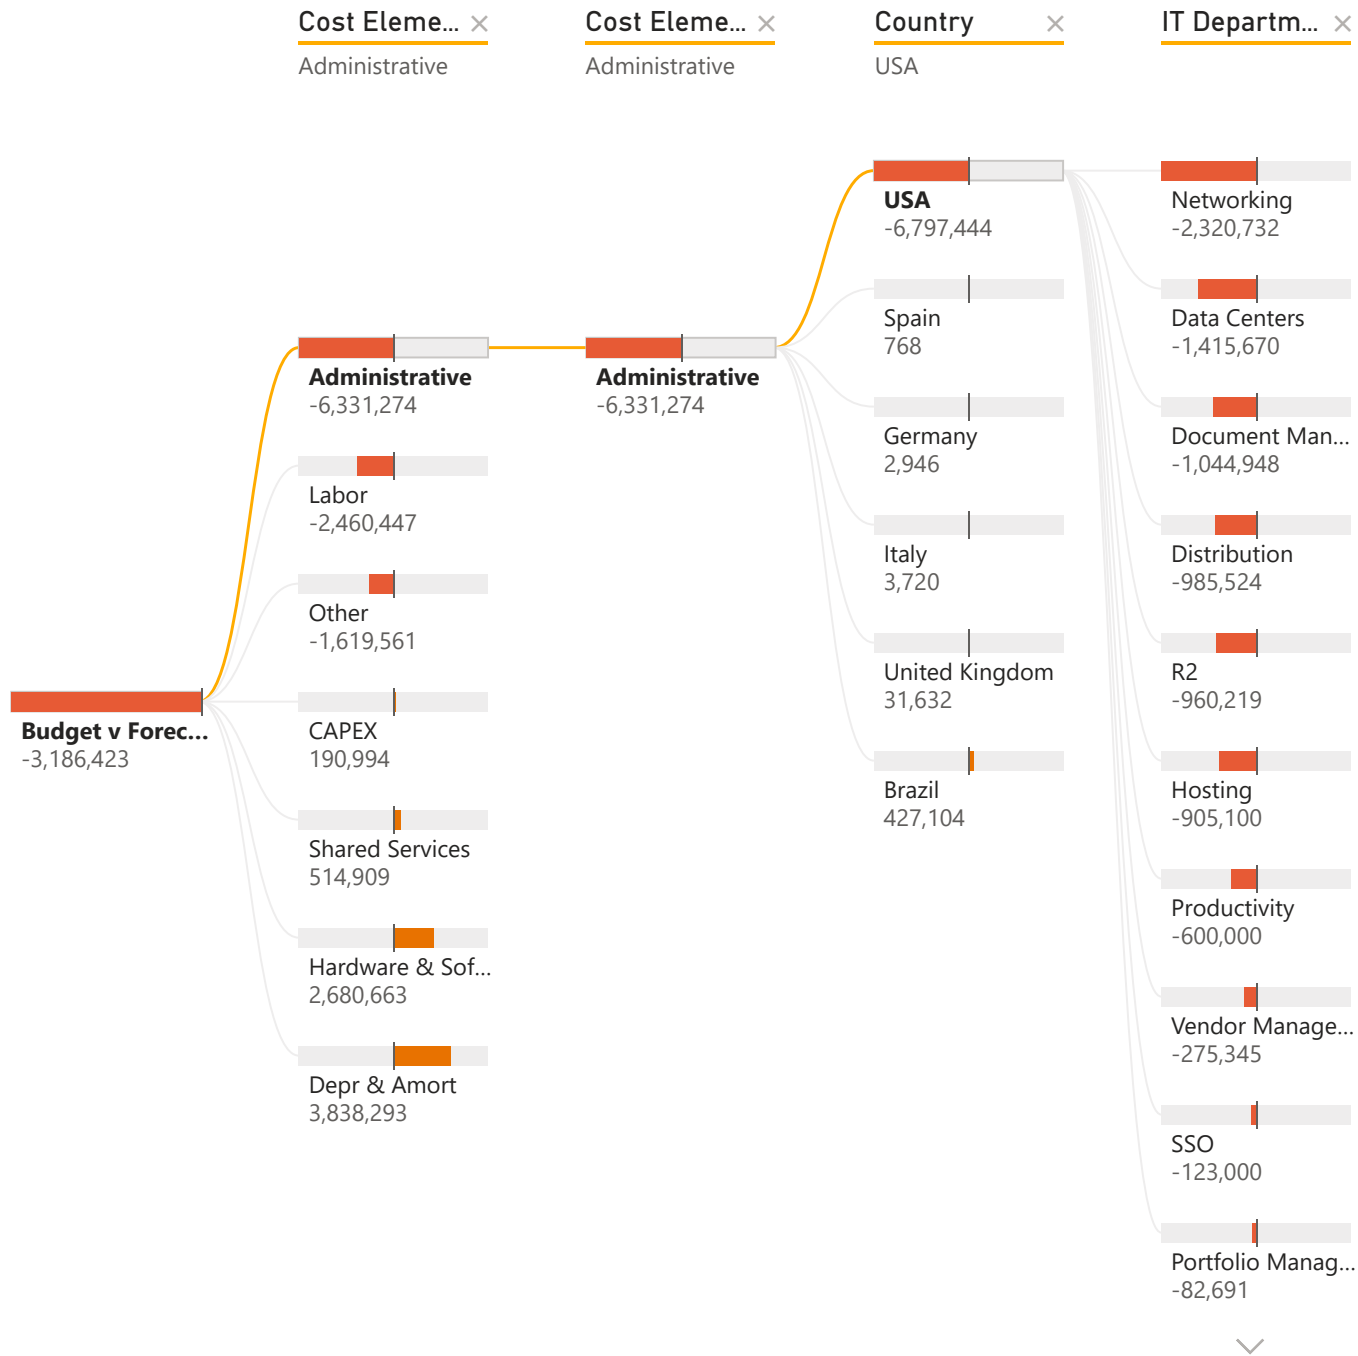 Cost Eleme...
Administrative
Cost Eleme...
Administrative
Country
USA
IT Departm...
Budget v Forec...
-3,186,423
Administrative
-6,331,274
Labor
-2,460,447
Other
-1,619,561
CAPEX
190,994
Shared Services
514,909
Hardware & Sof...
2,680,663
Depr & Amort
3,838,293
Administrative
-6,331,274
USA
-6,797,444
Spain
768
Germany
2,946
Italy
3,720
United Kingdom
31,632
Brazil
427,104
Networking
-2,320,732
Data Centers
-1,415,670
Document Man...
-1,044,948
Distribution
-985,524
R2
-960,219
Hosting
-905,100
Productivity
-600,000
Vendor Manage...
-275,345
SSO
-123,000
Portfolio Manag...
-82,691